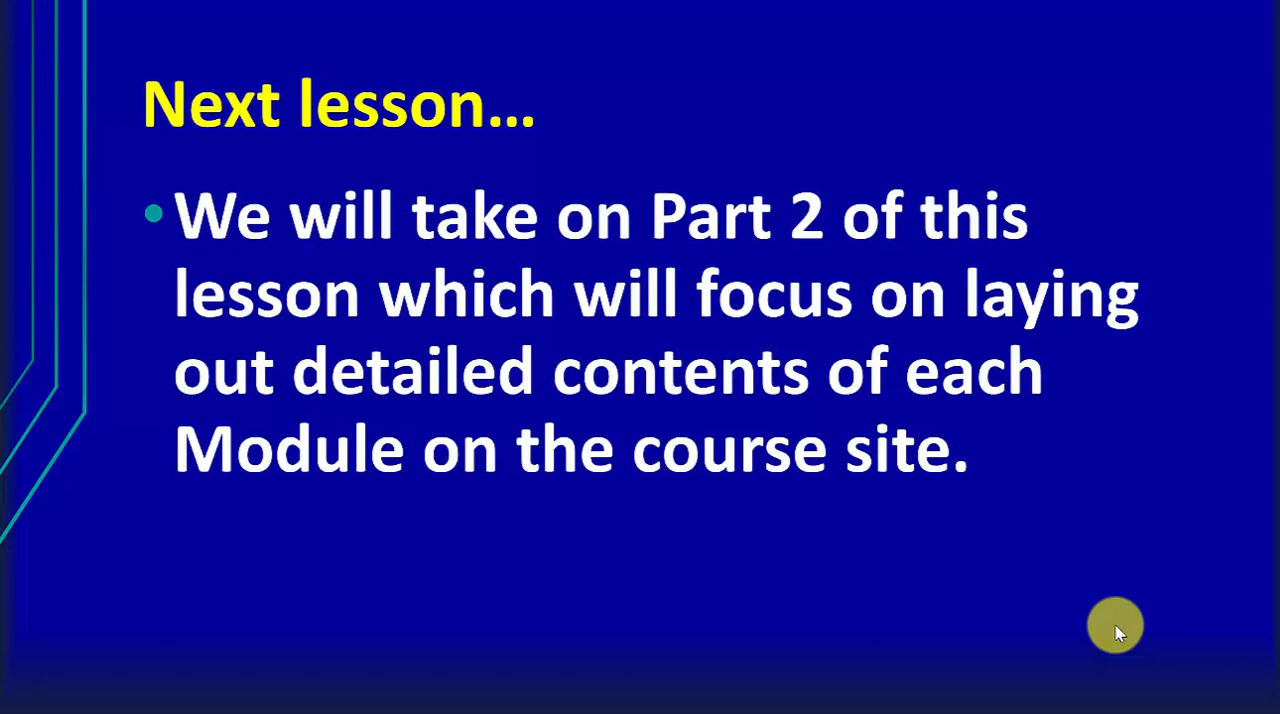 Next lesson...
• We will take on Part 2 of this
lesson which will focus on laying
out detailed contents of each
Module on the course site.